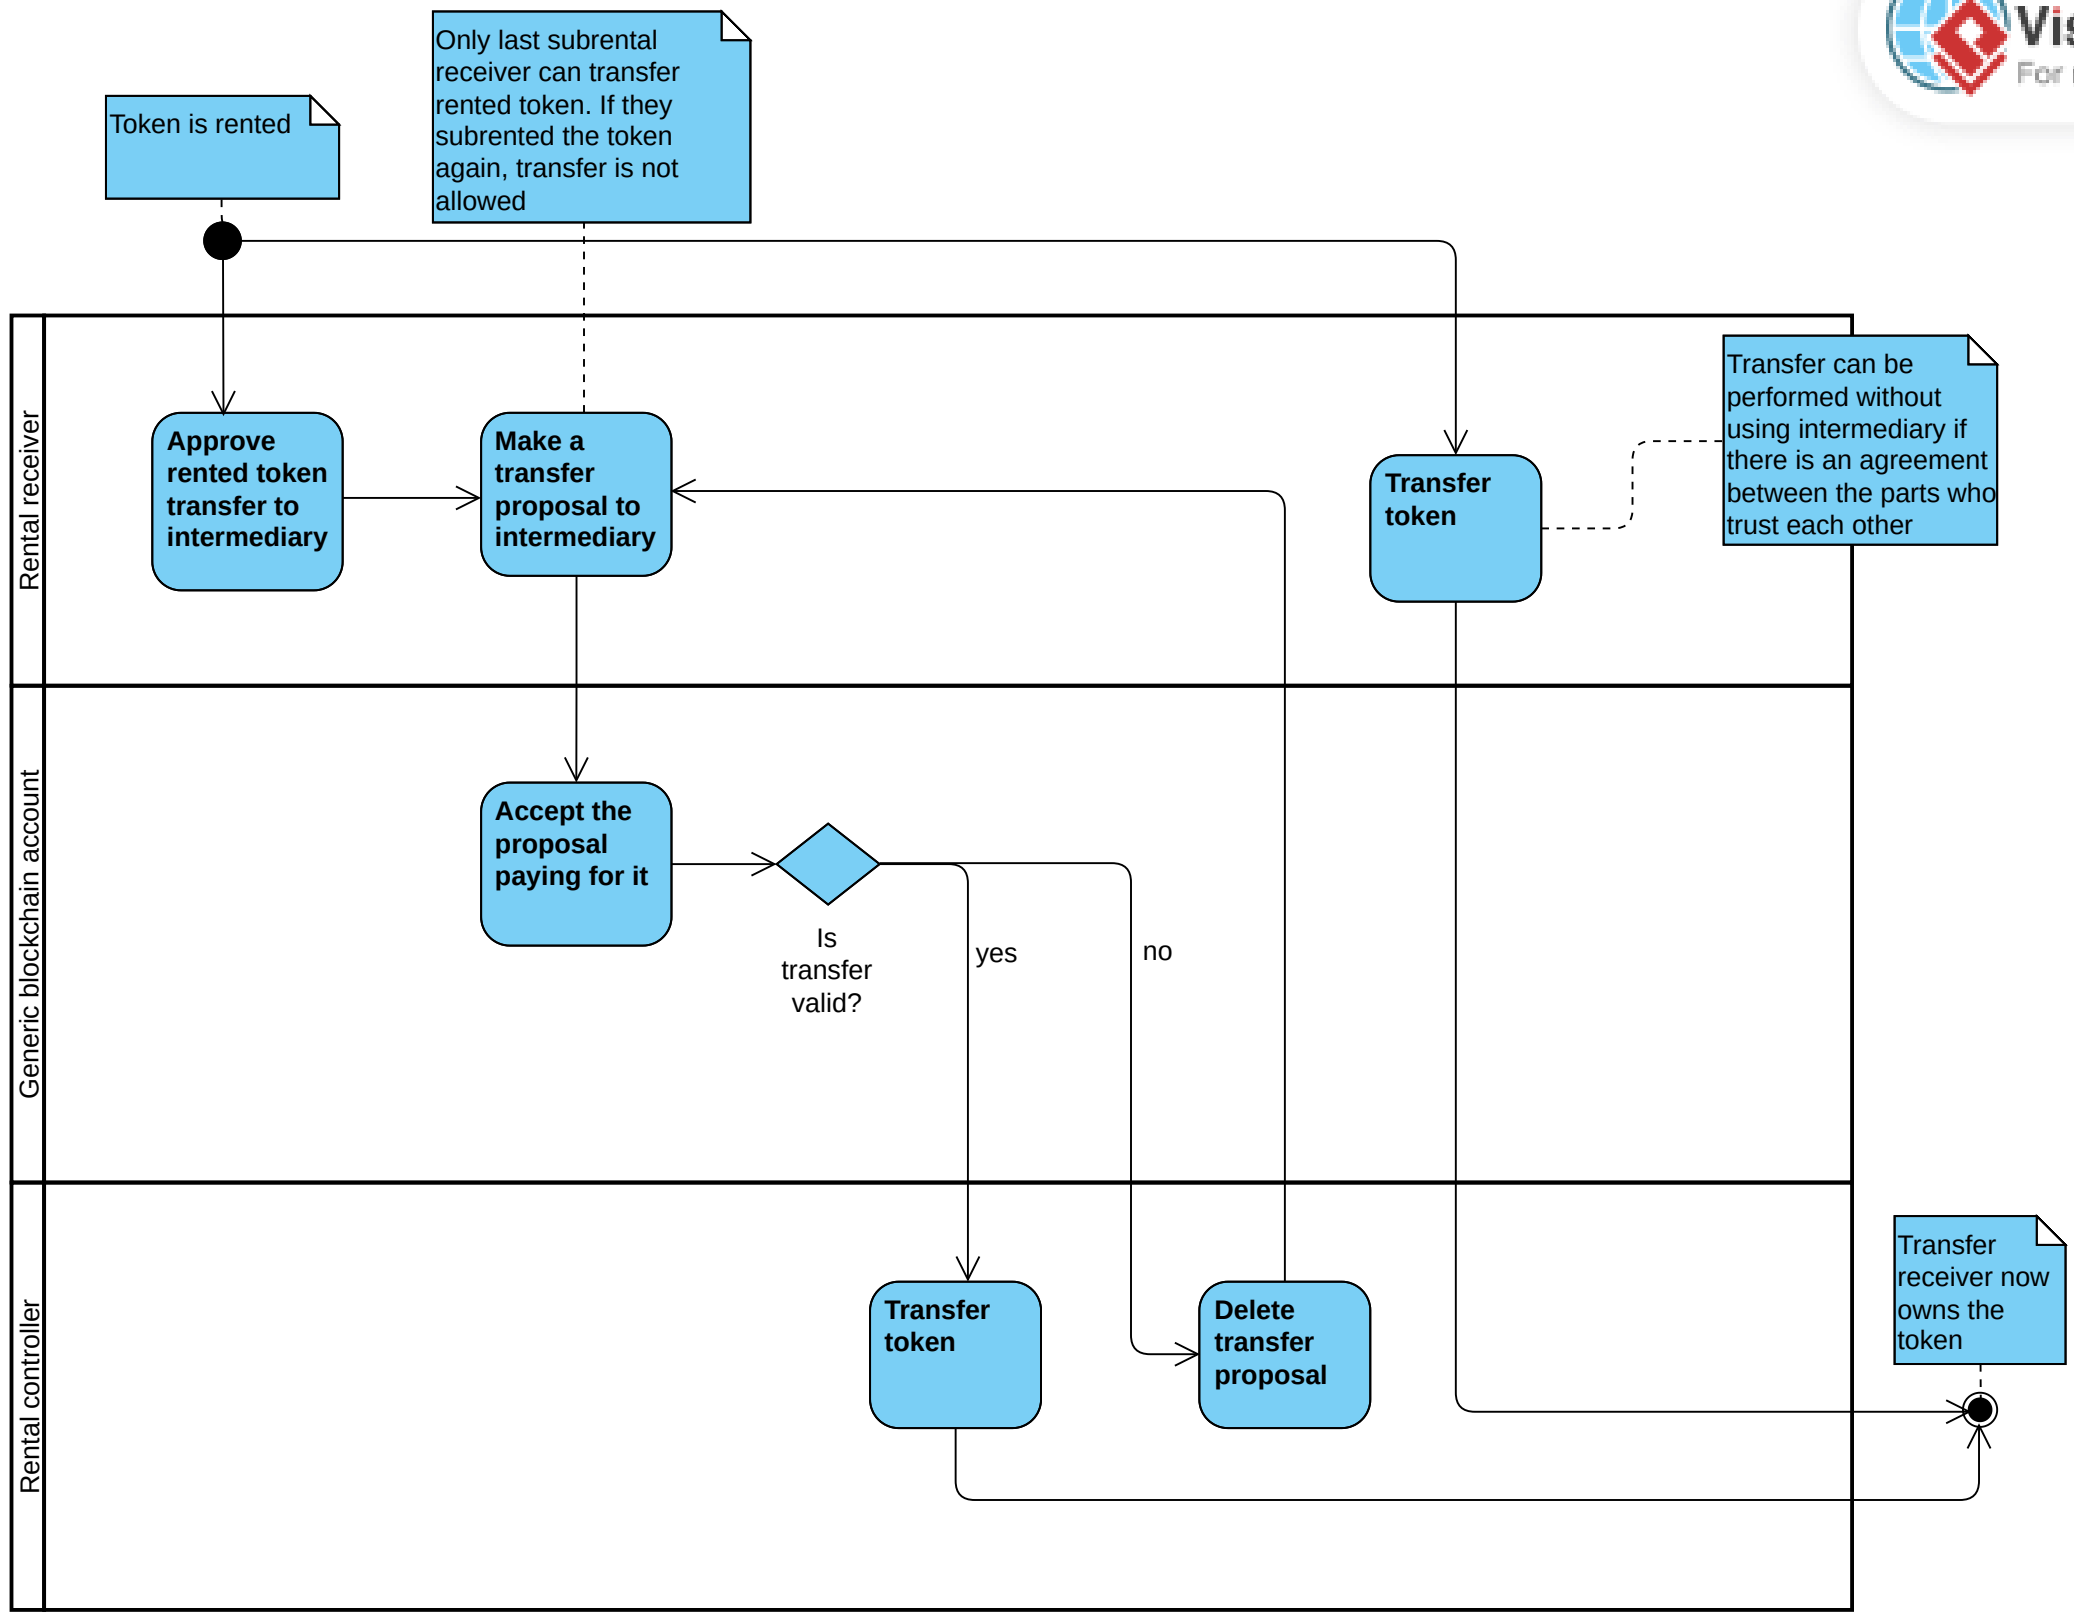 Only last subrental
receiver can transfer
rented token. If they
subrented the token
again, transfer is not
allowed
Token is rented
For
Rental receiver
Approve
rented token
transfer to
intermediary
Make a
transfer
proposal to
intermediary
Transfer
token
Transfer can be
performed without
using intermediary if
there is an agreement
between the parts who
trust each other
Generic blockchain account
Accept the
proposal
paying for it
Is
transfer
valid?
yes
no
Rental controller
Transfer
token
Delete
transfer
proposal
Transfer
receiver now
owns the
token